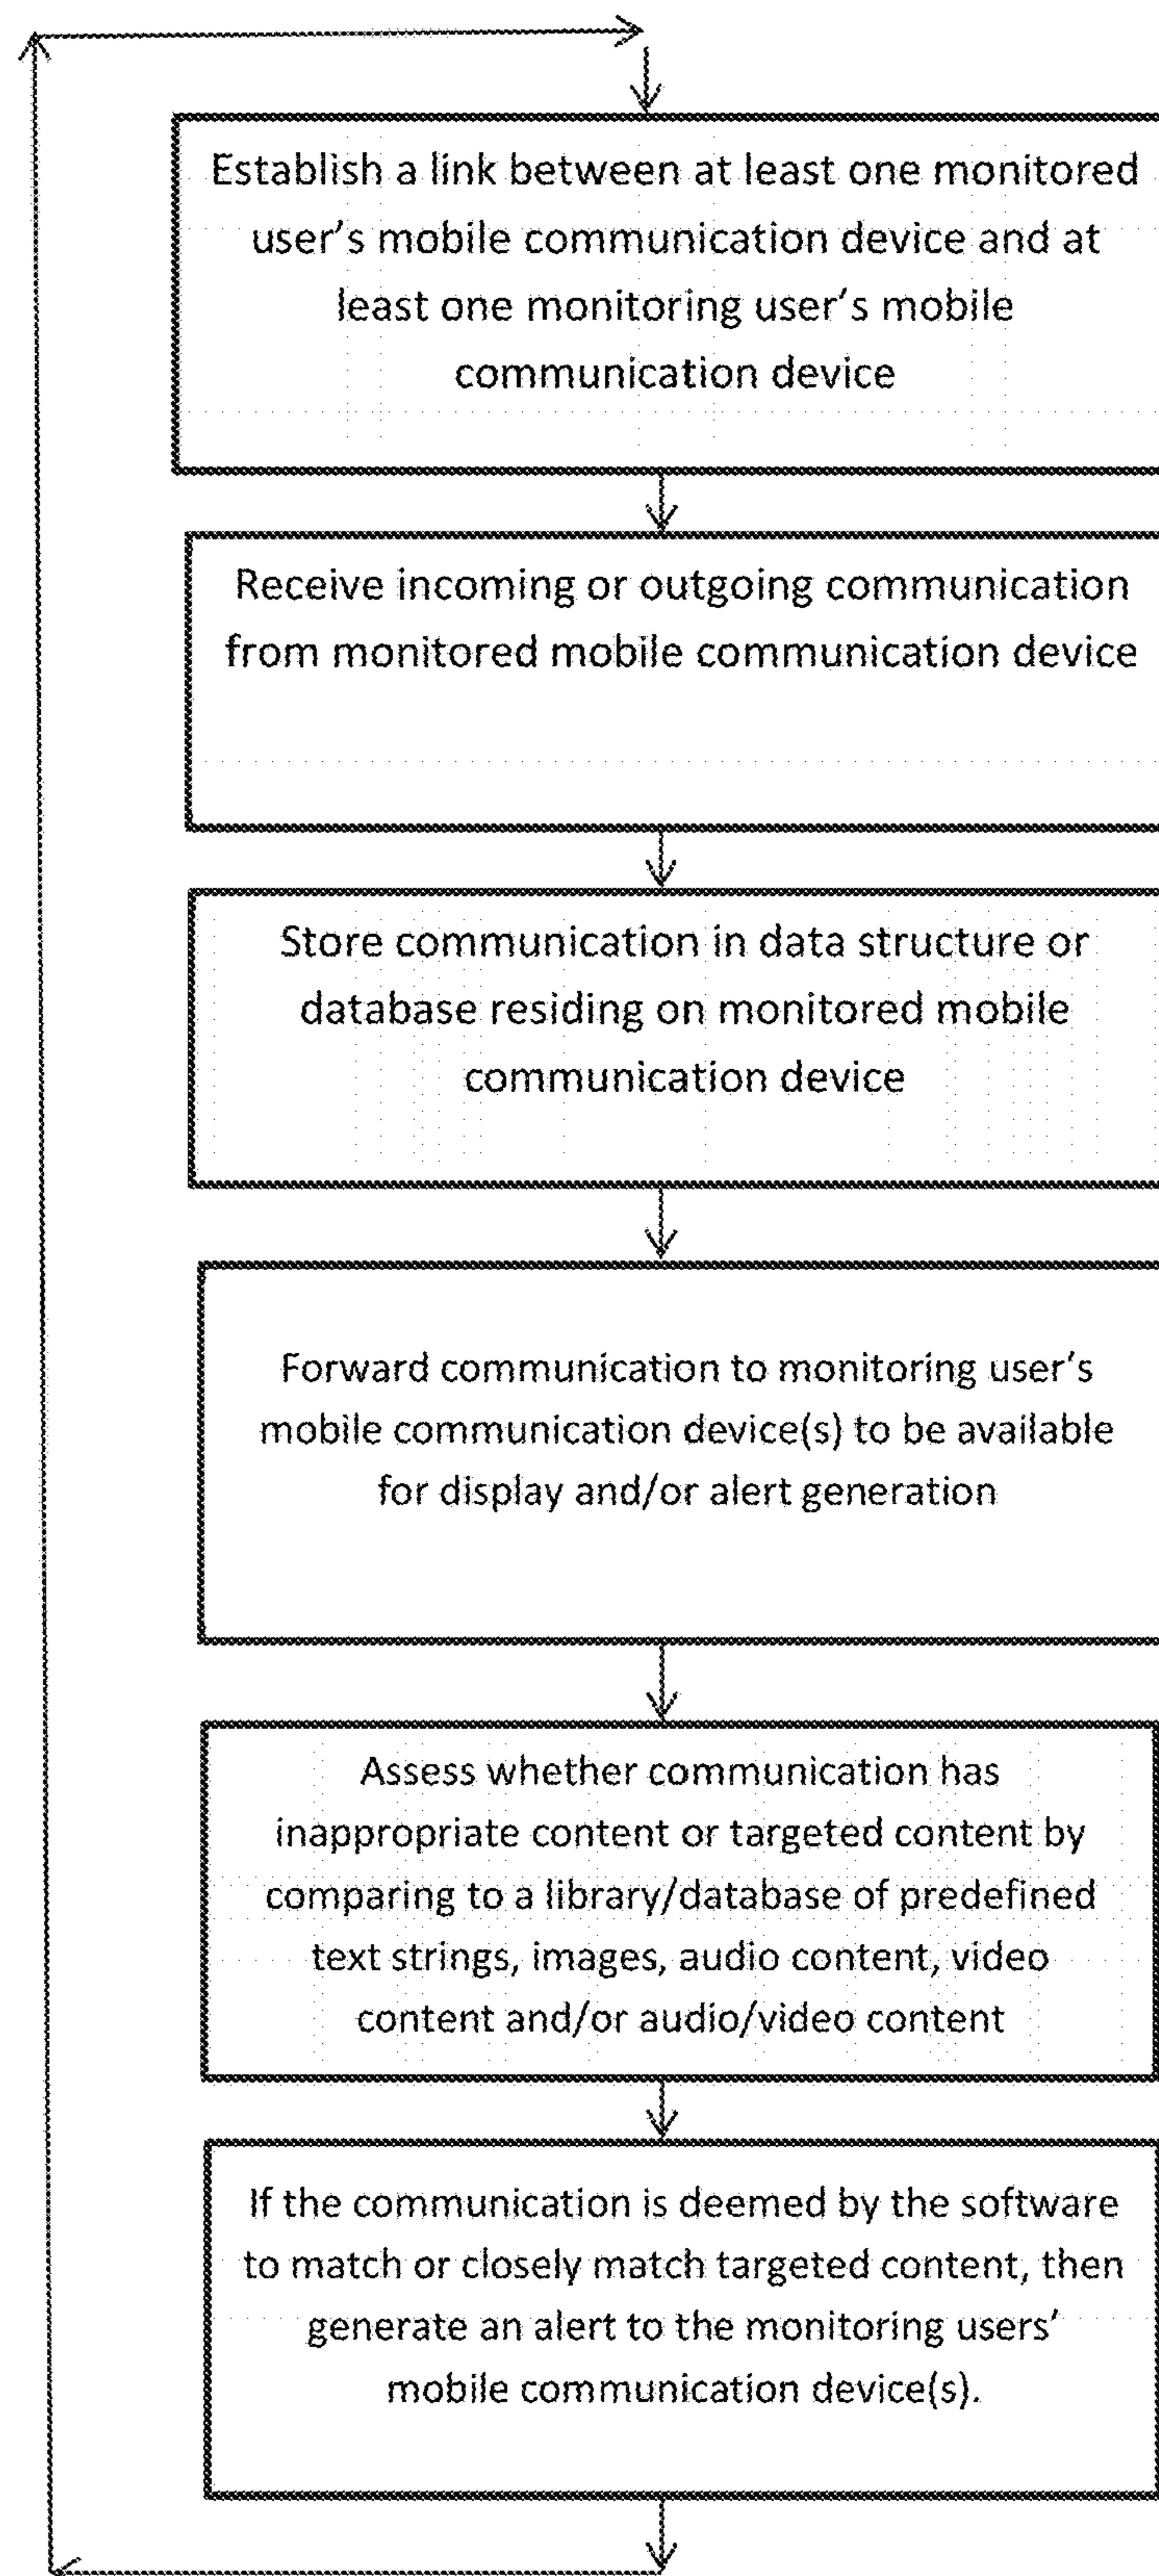 Establish a link between at least one monitored
user's mobile communication device and at
least one monitoring user's mobile
communication device
Receive incoming or outgoing communication
from monitored mobile communication device
Store communication in data structure or
database residing on monitored mobile
communication device
Forward communication to monitoring user's
mobile communication device(s) to be available
for display and/or alert generation
Assess whether communication has
inappropriate content or targeted content by
comparing to a library/database of predefined
text strings, images, audio content, video
content and/or audio/video content
If the communication is deemed by the software
to match or closely match targeted content, then
generate an alert to the monitoring users'
mobile communication device(s).